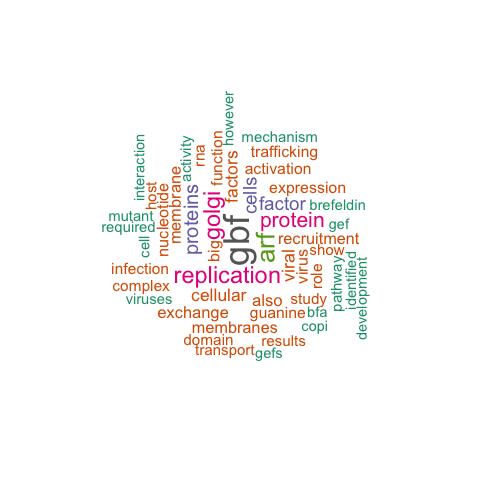 however
mechanism
trafficking
activation
expression
brefeldin
gef
recruitment
show
interaction
activity
rna
function
factors
host
nucleotide
membrane
proteins
golgi
cells
factor
protein
mutant
required
cell
big
gbf
arf
viral
virus
role
pathway
identified
development
infection
complex
viruses
replication
cellular
also
study
exchange
guanine
bfa
membranes
copi
domain
results
transport
gefs